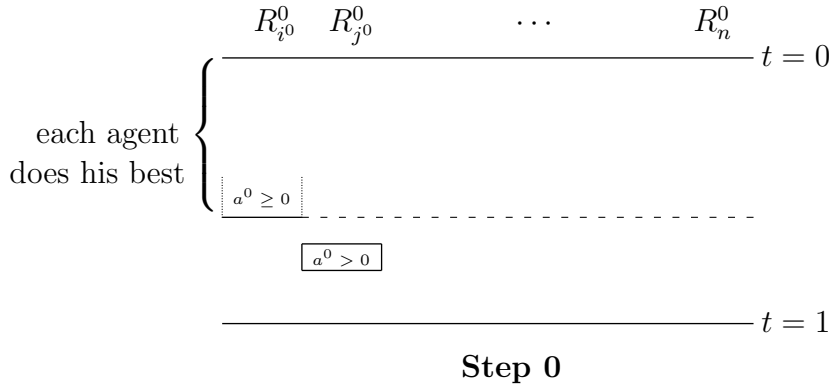 R_{i^0}^0 R_{j^0}^0 ⋯ R_n^0
t = 0
each agent
does his best
a^0 ≥ 0
a^0 > 0
t = 1
Step 0